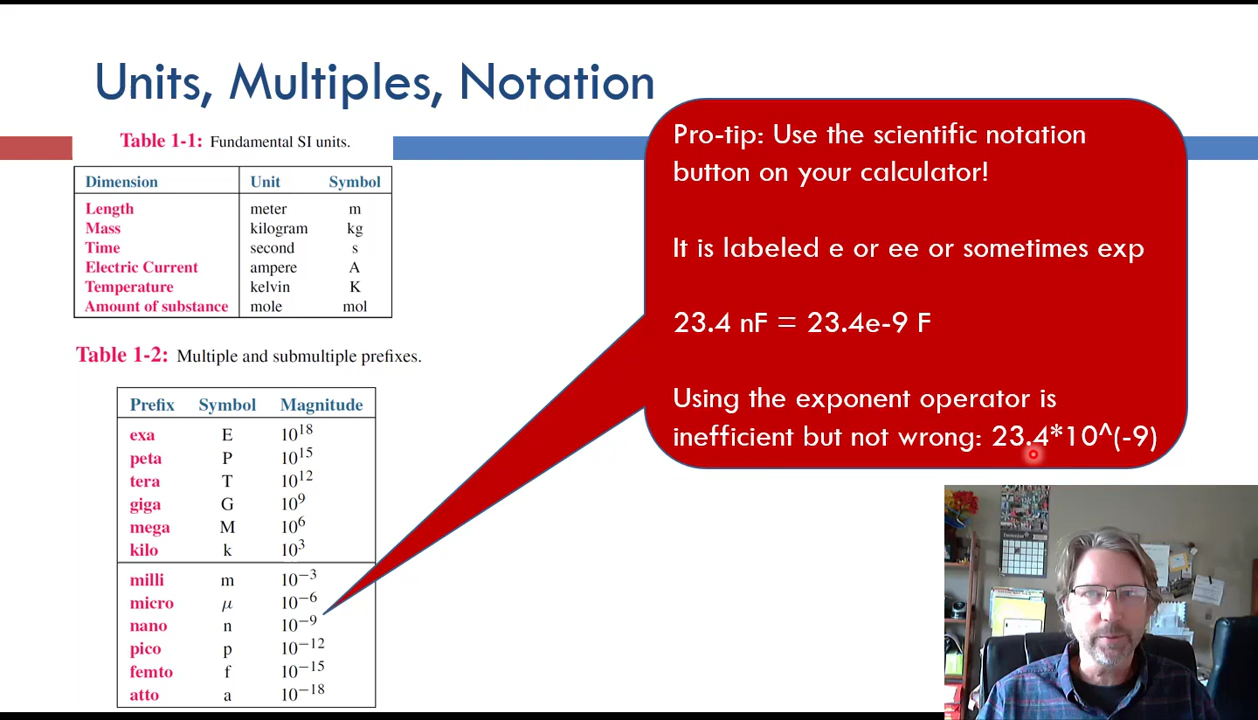 Units, Multiples, Notation
Table 1-1: Fundamental SI units.
Dimension Unit Symbol
Length meter m
Mass kilogram kg
Time second s
Electric Current ampere A
Temperature kelvin K
Amount of substance mole mol
Table 1-2: Multiple and submultiple prefixes.
Prefix Symbol Magnitude
exa E 10^18
peta P 10^15
tera T 10^12
giga G 10^9
mega M 10^6
kilo k 10^3
milli m 10^−3
micro μ 10^−6
nano n 10^−9
pico p 10^−12
femto f 10^−15
atto a 10^−18
Pro-tip: Use the scientific notation
button on your calculator!
It is labeled e or ee or sometimes exp
23.4 nF = 23.4e-9 F
Using the exponent operator is
inefficient but not wrong: 23.4*10^(-9)